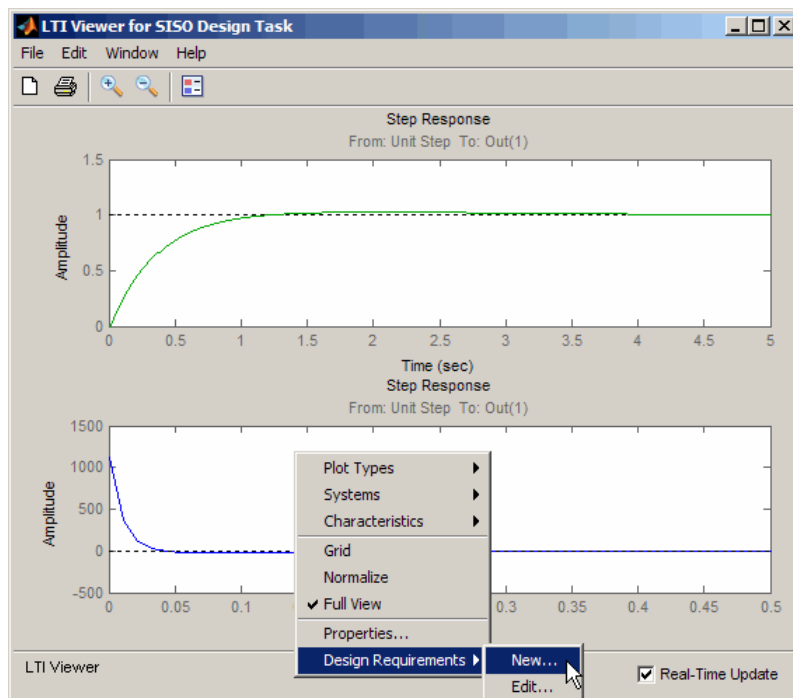 LTI Viewer for SISO Design Task
File Edit Window Help
Step Response
From: Unit Step To: Out(1)
1.5
1
0.5
0
Amplitude
0 0.5 1 1.5 2 2.5 3 3.5 4 4.5 5
Time (sec)
Step Response
From: Unit Step To: Out(1)
1500
1000
500
0
-500
Amplitude
0 0.05 0.1 0.3 0.35 0.4 0.45 0.5
Plot Types
Systems
Characteristics
Grid
Normalize
Full View
Properties...
Design Requirements
New...
Edit...
LTI Viewer
Real-Time Update